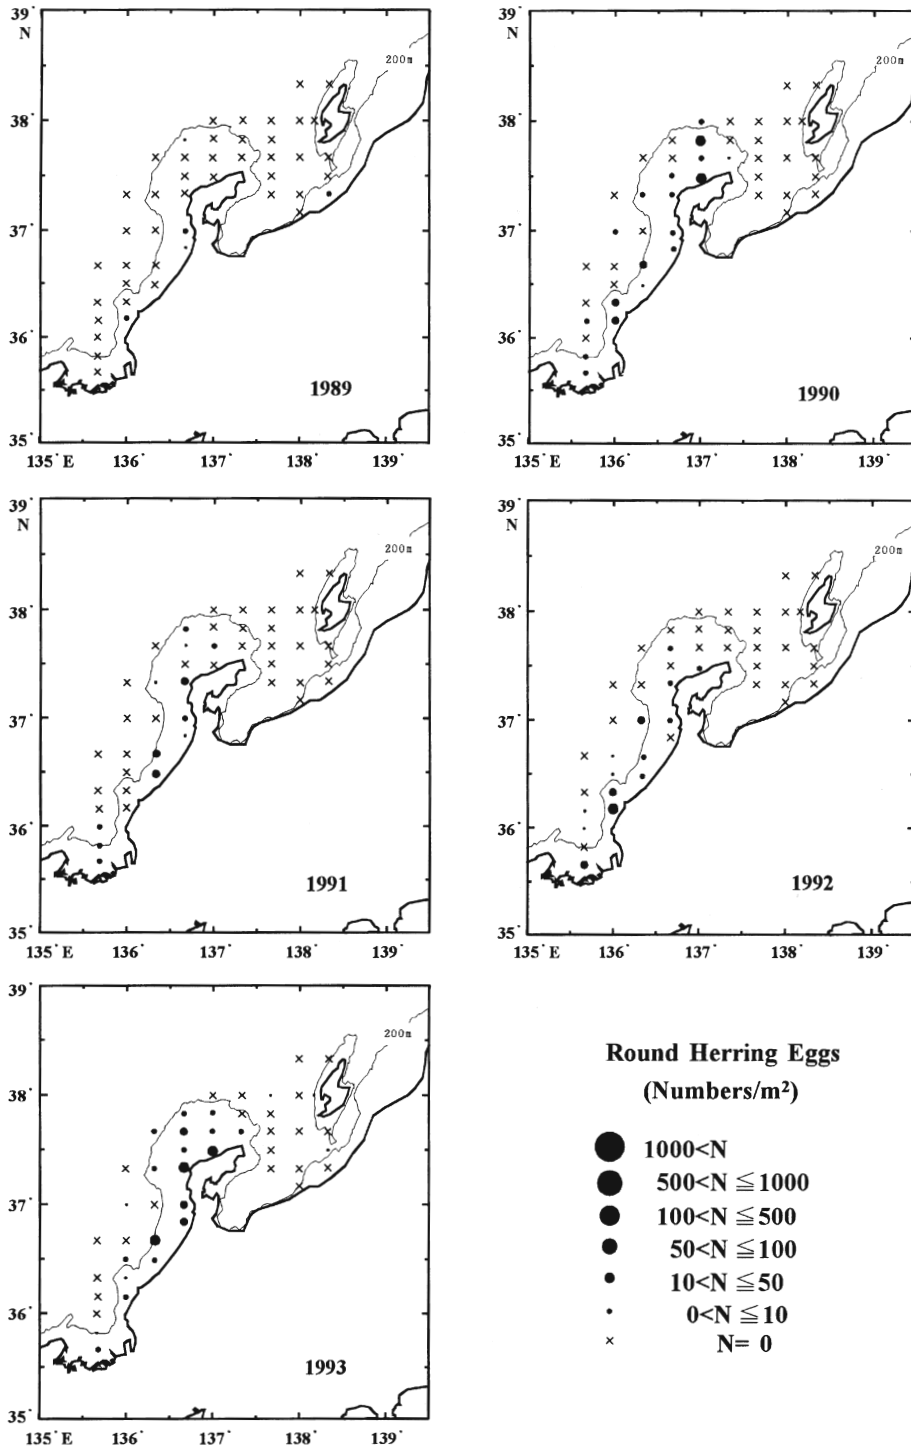 39°
N
38°
37°
36°
35°
135° E 136° 137° 138° 139°
200m
1989
39°
N
38°
37°
36°
35°
135° E 136° 137° 138° 139°
200m
1990
39°
N
38°
37°
36°
35°
135° E 136° 137° 138° 139°
200m
1991
39°
N
38°
37°
36°
35°
135° E 136° 137° 138° 139°
200m
1992
39°
N
38°
37°
36°
35°
135° E 136° 137° 138° 139°
200m
1993
Round Herring Eggs
(Numbers/m²)
1000<N
500<N ≦1000
100<N ≦500
50<N ≦100
10<N ≦50
0<N ≦10
N= 0